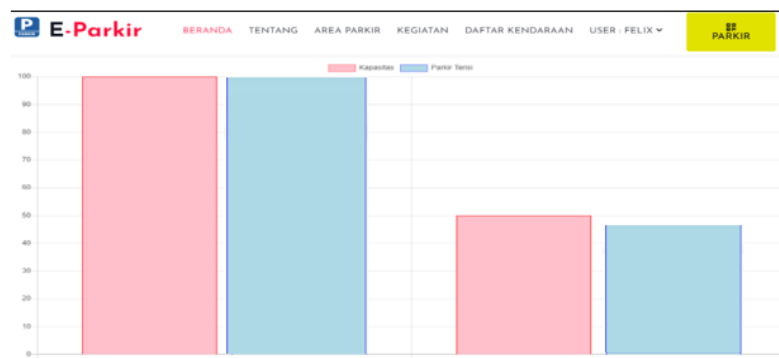 P
PARKIR
E-Parkir
BERANDA TENTANG AREA PARKIR KEGIATAN DAFTAR KENDARAAN USER : FELIX
PARKIR
Kapasitas Parkir Terisi
100
90
80
70
60
50
40
30
20
10
0